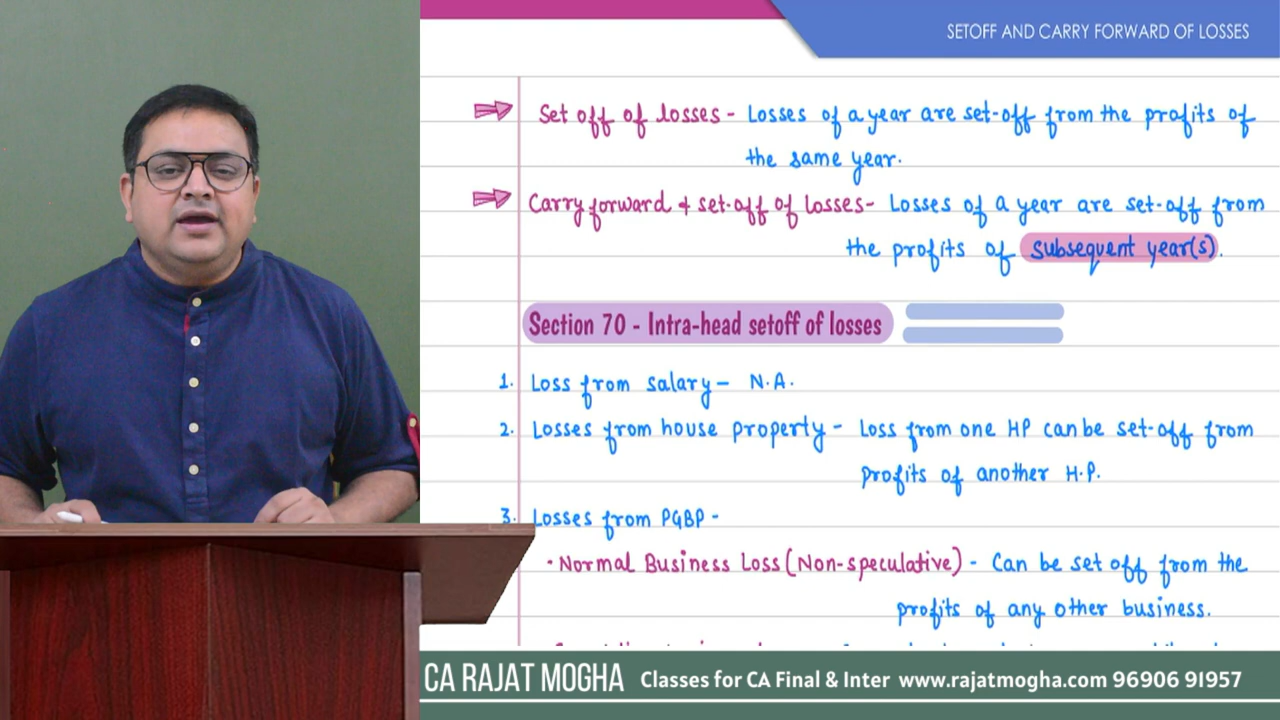 SETOFF AND CARRY FORWARD OF LOSSES
Set off of losses - Losses of a year are set-off from the profits of
the same year.
Carry forward & set-off of losses- Losses of a year are set-off from
the profits of subsequent year(s).
Section 70 - Intra-head setoff of losses
1. Loss from salary - N.A.
2. Losses from house property - Loss from one HP can be set-off from
profits of another H.P.
3. Losses from PGBP -
• Normal Business Loss (Non-speculative) - Can be set off from the
profits of any other business.
CA RAJAT MOGHA Classes for CA Final & Inter www.rajatmogha.com 96906 91957